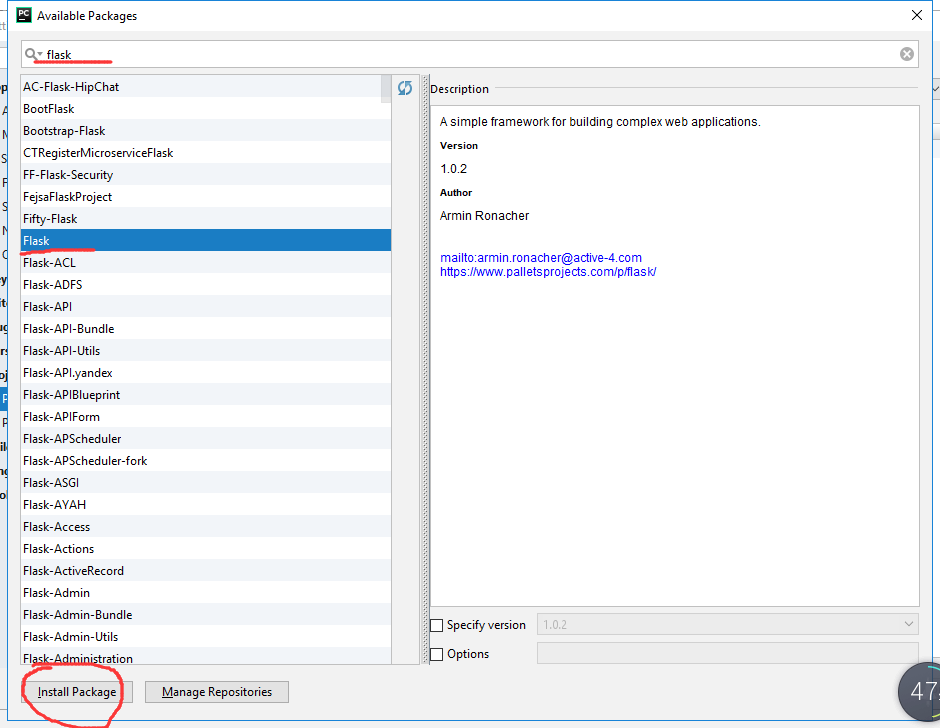 PC Available Packages
flask
AC-Flask-HipChat
BootFlask
Bootstrap-Flask
CTRegisterMicroserviceFlask
FF-Flask-Security
FejsaFlaskProject
Fifty-Flask
Flask
Flask-ACL
Flask-ADFS
Flask-API
Flask-API-Bundle
Flask-API-Utils
Flask-API.yandex
Flask-APIBlueprint
Flask-APIForm
Flask-APScheduler
Flask-APScheduler-fork
Flask-ASGI
Flask-AYAH
Flask-Access
Flask-Actions
Flask-ActiveRecord
Flask-Admin
Flask-Admin-Bundle
Flask-Admin-Utils
Flask-Administration
Description
A simple framework for building complex web applications.
Version
1.0.2
Author
Armin Ronacher
mailto:armin.ronacher@active-4.com
https://www.palletsprojects.com/p/flask/
Specify version 1.0.2
Options
Install Package Manage Repositories
47